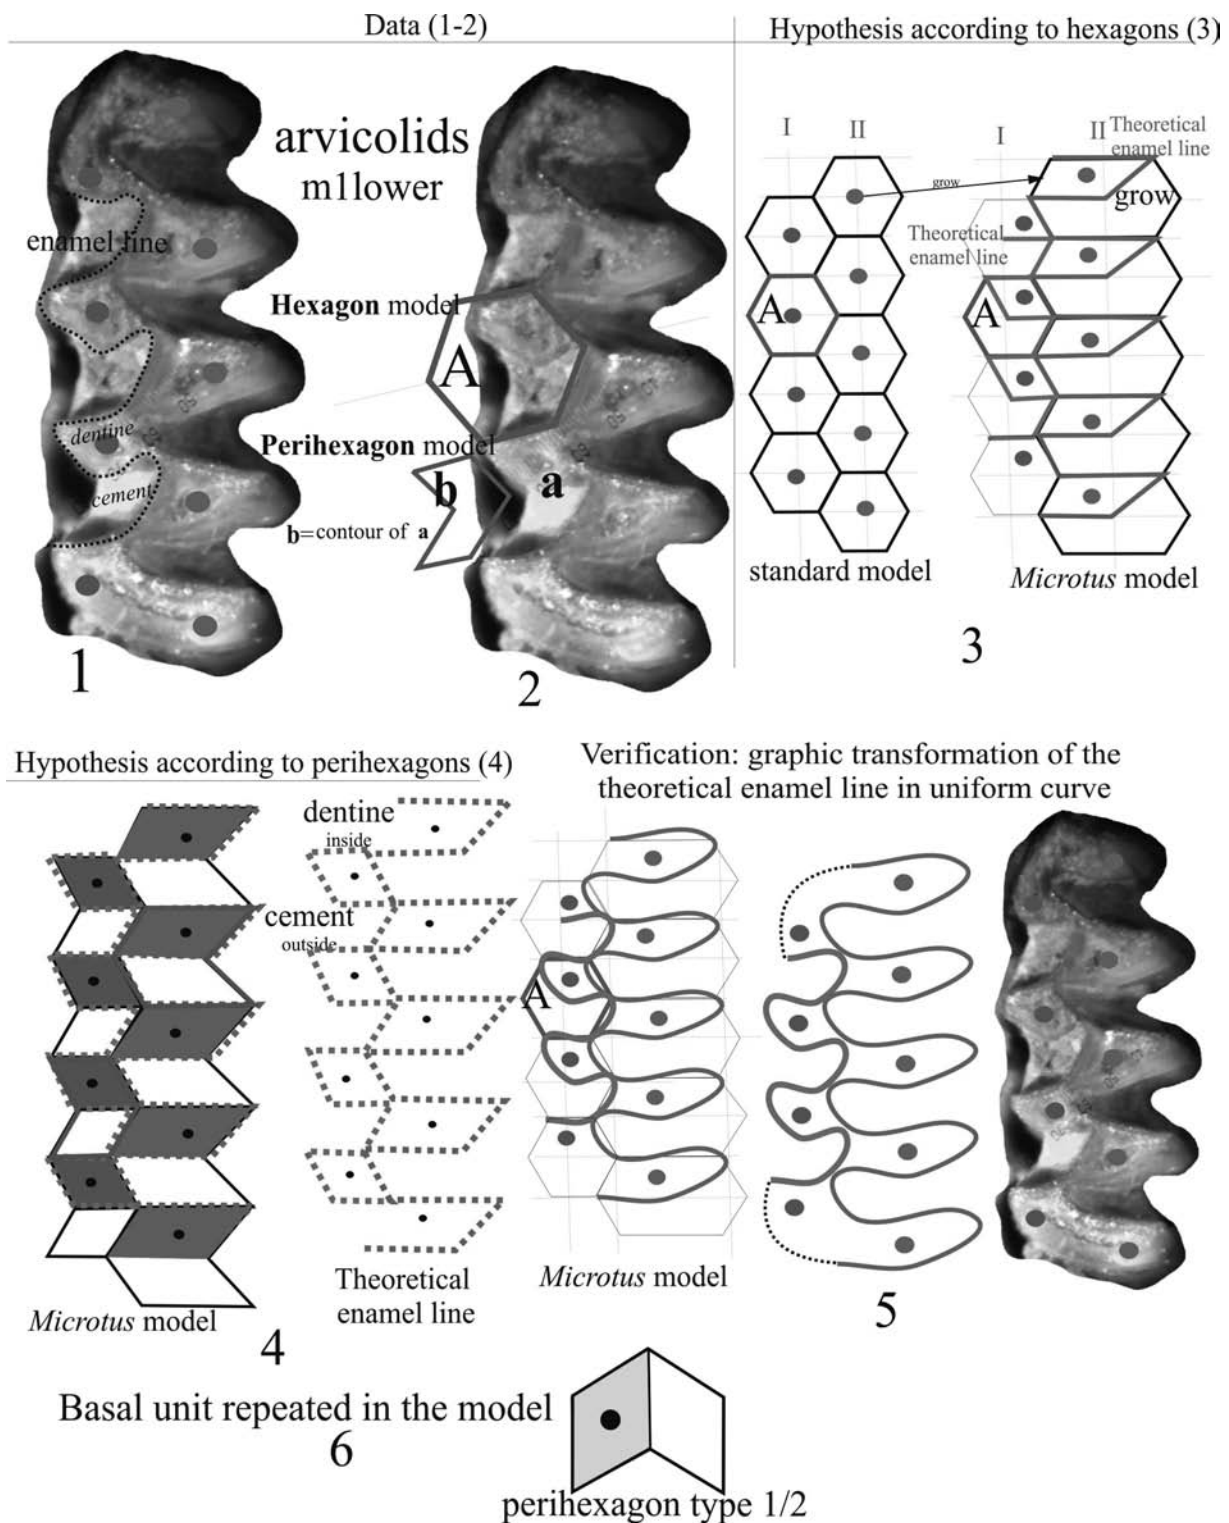 Data (1-2)
Hypothesis according to hexagons (3)
arvicolids
m1lower
enamel line
dentine
cement
1
Hexagon model
A
Perihexagon model
b
a
b=contour of a
2
I
II
A
standard model
grow
I
II
Theoretical
enamel line
grow
Theoretical
enamel line
A
Microtus model
3
Hypothesis according to perihexagons (4)
Verification: graphic transformation of the
theoretical enamel line in uniform curve
dentine
inside
cement
outside
Microtus model
Theoretical
enamel line
4
A
Microtus model
5
Basal unit repeated in the model
6
perihexagon type 1/2